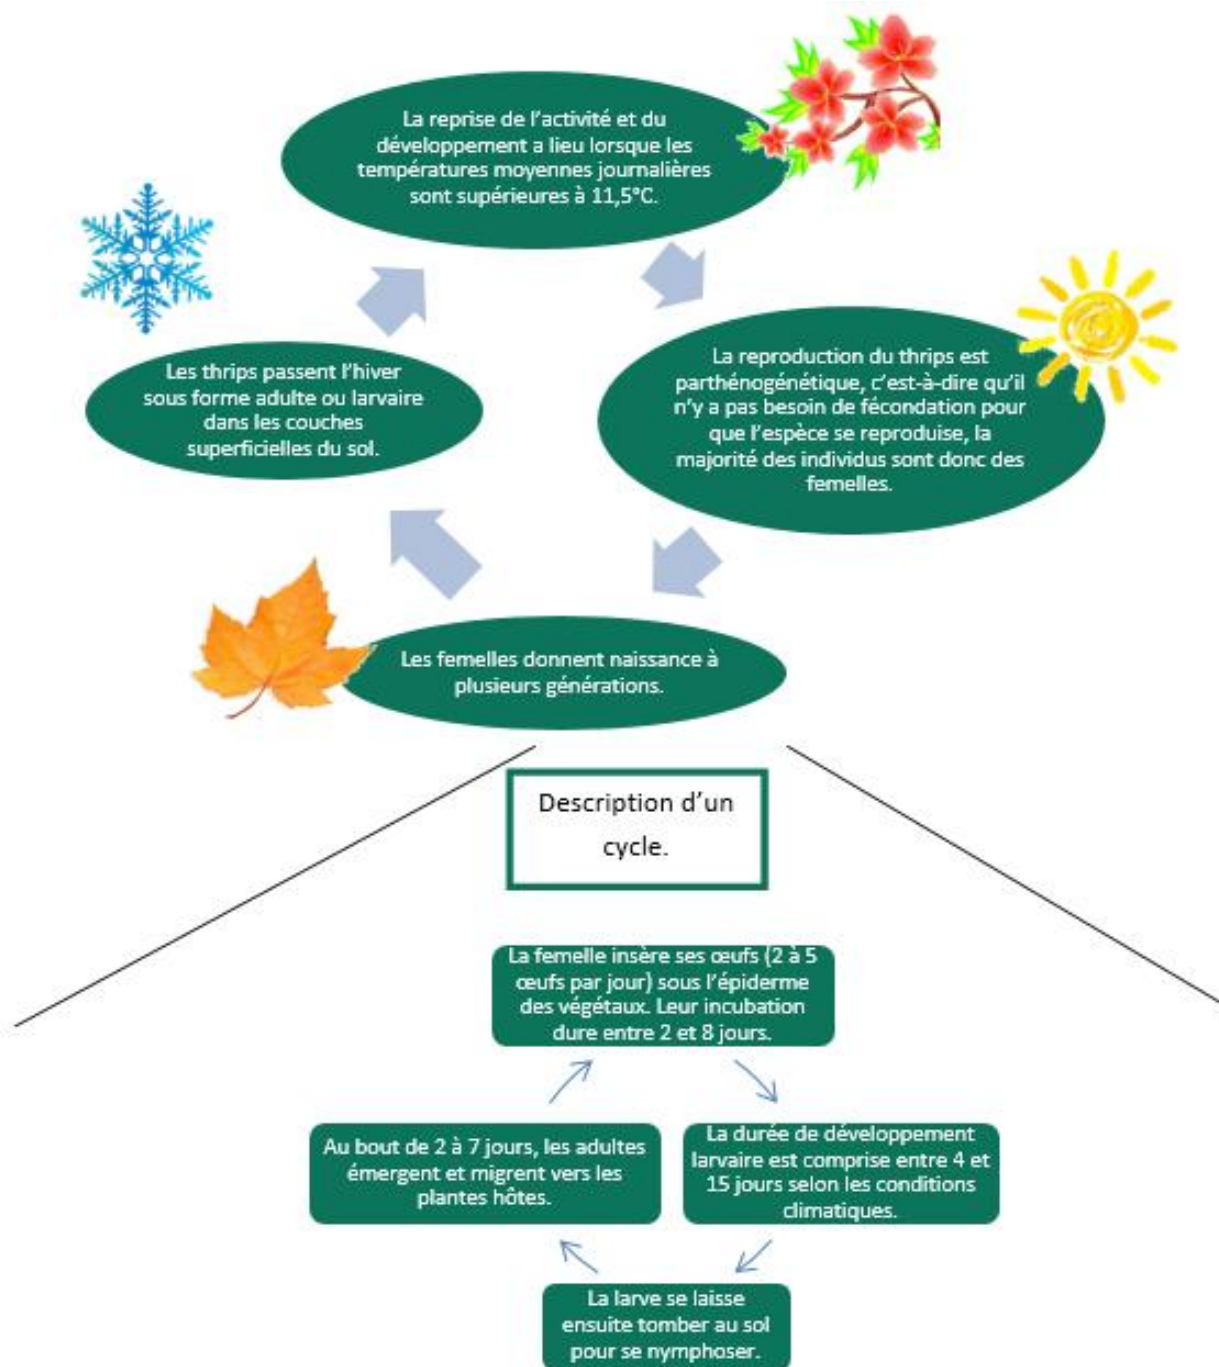 La reprise de l'activité et du
développement a lieu lorsque les
températures moyennes journalières
sont supérieures à 11,5°C.
Les thrips passent l'hiver
sous forme adulte ou larvaire
dans les couches
superficielles du sol.
La reproduction du thrips est
parthénogénétique, c'est-à-dire qu'il
n'y a pas besoin de fécondation pour
que l'espèce se reproduise, la
majorité des individus sont donc des
femelles.
Les femelles donnent naissance à
plusieurs générations.
Description d'un
cycle.
La femelle insère ses œufs (2 à 5
œufs par jour) sous l'épiderme
des végétaux. Leur incubation
dure entre 2 et 8 jours.
Au bout de 2 à 7 jours, les adultes
émergent et migrent vers les
plantes hôtes.
La durée de développement
larvaire est comprise entre 4 et
15 jours selon les conditions
climatiques.
La larve se laisse
ensuite tomber au sol
pour se nymphoser.